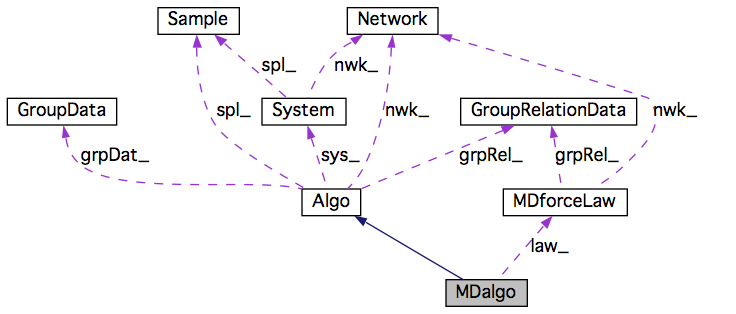 Sample
Network
spl_
nwk_
GroupData
System
GroupRelationData
spl_
nwk_
nwk_
grpDat_
sys_
grpRel_
grpRel_
Algo
MDforceLaw
law_
MDalgo